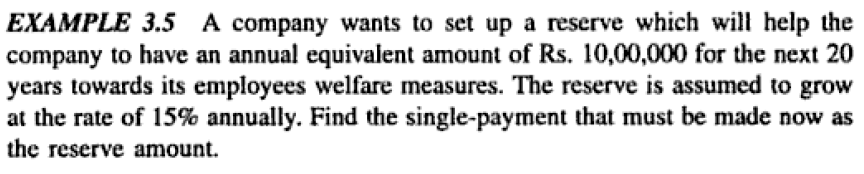 EXAMPLE 3.5 A company wants to set up a reserve which will help the
company to have an annual equivalent amount of Rs. 10,00,000 for the next 20
years towards its employees welfare measures. The reserve is assumed to grow
at the rate of 15% annually. Find the single-payment that must be made now as
the reserve amount.